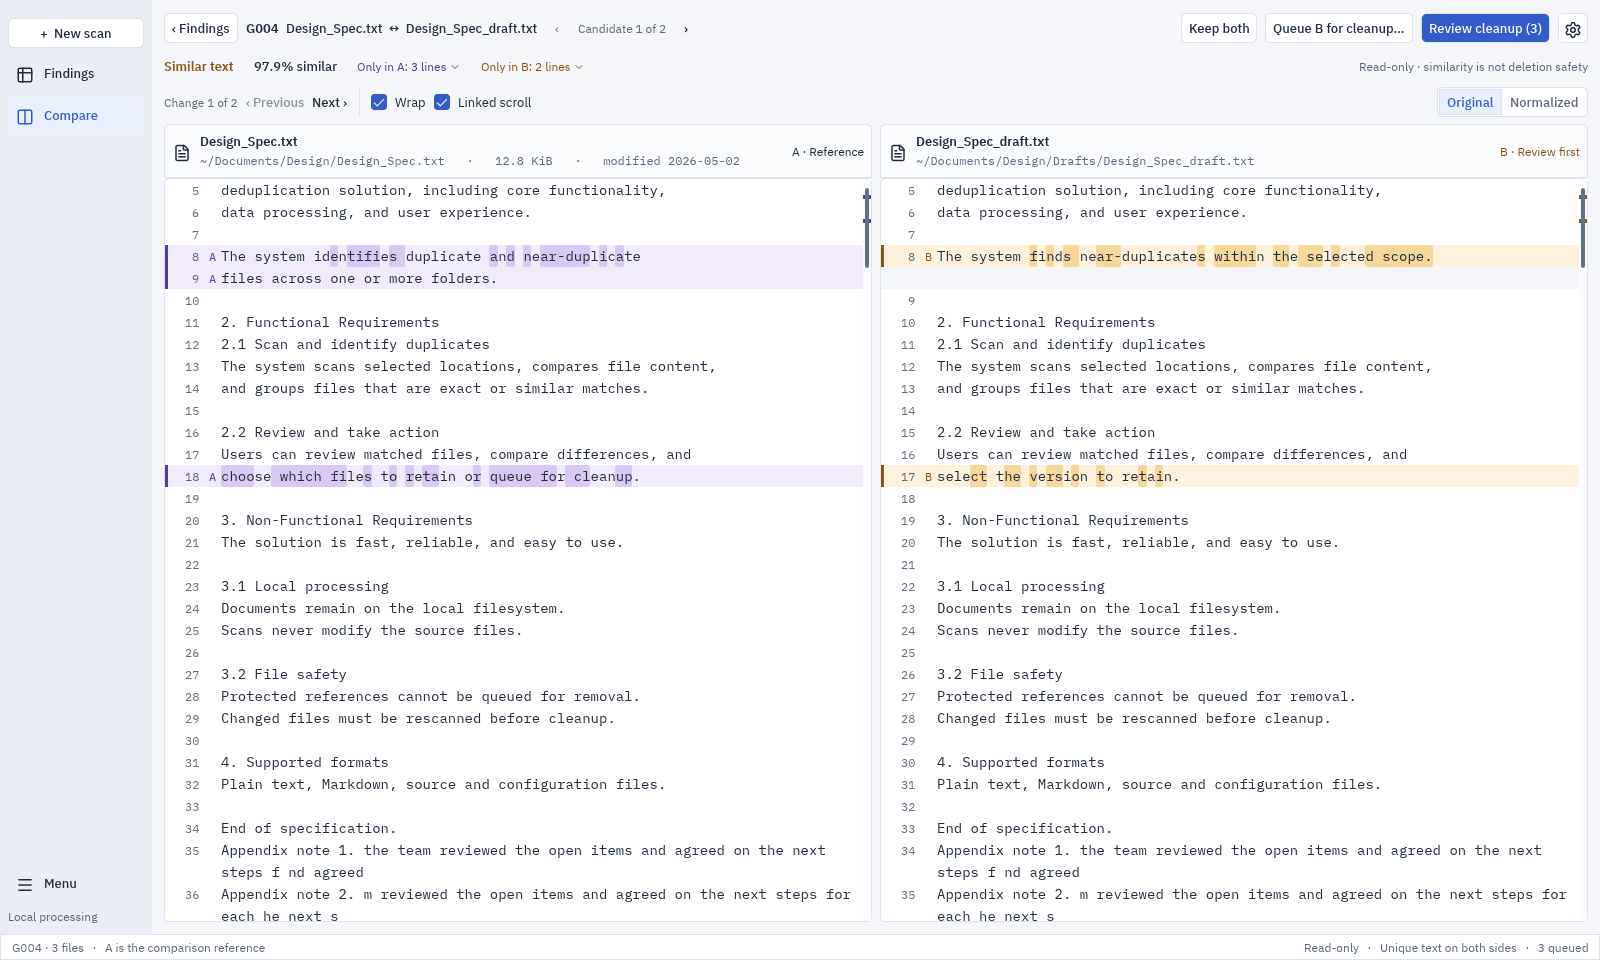 + New scan
Findings
Compare
Menu
Local processing
‹ Findings
G004 Design_Spec.txt ↔ Design_Spec_draft.txt
‹ Candidate 1 of 2 ›
Keep both
Queue B for cleanup...
Review cleanup (3)
Similar text 97.9% similar Only in A: 3 lines Only in B: 2 lines
Read-only · similarity is not deletion safety
Change 1 of 2 ‹ Previous Next › Wrap Linked scroll
Original Normalized
Design_Spec.txt
~/Documents/Design/Design_Spec.txt · 12.8 KiB · modified 2026-05-02
A · Reference
5 deduplication solution, including core functionality,
6 data processing, and user experience.
7
8 A The system identifies duplicate and near-duplicate
9 A files across one or more folders.
10
11 2. Functional Requirements
12 2.1 Scan and identify duplicates
13 The system scans selected locations, compares file content,
14 and groups files that are exact or similar matches.
15
16 2.2 Review and take action
17 Users can review matched files, compare differences, and
18 A choose which files to retain or queue for cleanup.
19
20 3. Non-Functional Requirements
21 The solution is fast, reliable, and easy to use.
22
23 3.1 Local processing
24 Documents remain on the local filesystem.
25 Scans never modify the source files.
26
27 3.2 File safety
28 Protected references cannot be queued for removal.
29 Changed files must be rescanned before cleanup.
30
31 4. Supported formats
32 Plain text, Markdown, source and configuration files.
33
34 End of specification.
35 Appendix note 1. the team reviewed the open items and agreed on the next
steps f nd agreed
36 Appendix note 2. m reviewed the open items and agreed on the next steps for
each he next s
Design_Spec_draft.txt
~/Documents/Design/Drafts/Design_Spec_draft.txt
B · Review first
5 deduplication solution, including core functionality,
6 data processing, and user experience.
7
8 B The system finds near-duplicates within the selected scope.
9
10 2. Functional Requirements
11 2.1 Scan and identify duplicates
12 The system scans selected locations, compares file content,
13 and groups files that are exact or similar matches.
14
15 2.2 Review and take action
16 Users can review matched files, compare differences, and
17 B select the version to retain.
18
19 3. Non-Functional Requirements
20 The solution is fast, reliable, and easy to use.
21
22 3.1 Local processing
23 Documents remain on the local filesystem.
24 Scans never modify the source files.
25
26 3.2 File safety
27 Protected references cannot be queued for removal.
28 Changed files must be rescanned before cleanup.
29
30 4. Supported formats
31 Plain text, Markdown, source and configuration files.
32
33 End of specification.
34 Appendix note 1. the team reviewed the open items and agreed on the next
steps f nd agreed
35 Appendix note 2. m reviewed the open items and agreed on the next steps for
each he next s
G004 · 3 files · A is the comparison reference
Read-only · Unique text on both sides · 3 queued